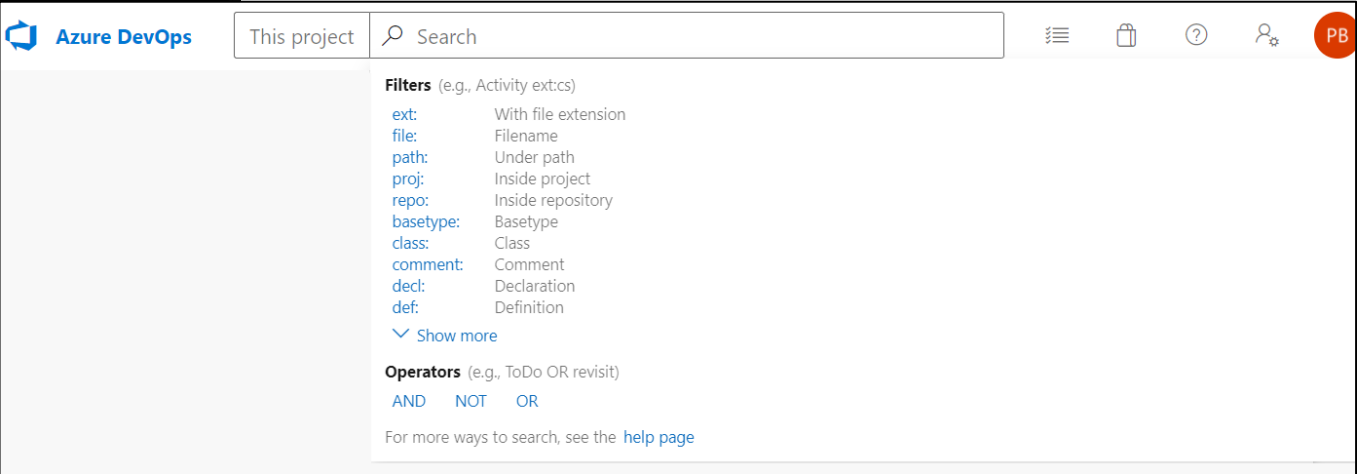 Azure DevOps This project Search PB
Filters (e.g., Activity ext:cs)
ext: With file extension
file: Filename
path: Under path
proj: Inside project
repo: Inside repository
basetype: Basetype
class: Class
comment: Comment
decl: Declaration
def: Definition
Show more
Operators (e.g., ToDo OR revisit)
AND NOT OR
For more ways to search, see the help page